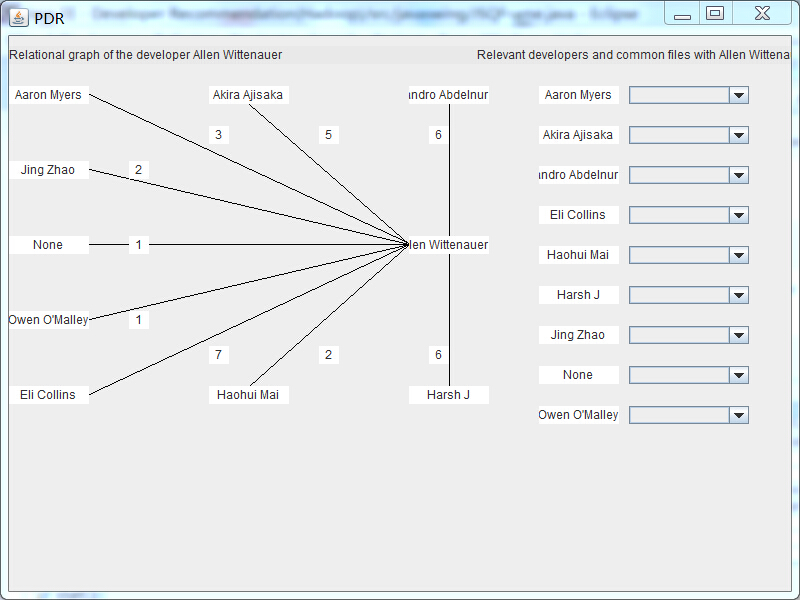 PDR
Relational graph of the developer Allen Wittenauer
Relevant developers and common files with Allen Wittena
Aaron Myers
Akira Ajisaka
andro Abdelnur
3
5
6
Jing Zhao
2
None
1
len Wittenauer
Owen O'Malley
1
7
2
6
Eli Collins
Haohui Mai
Harsh J
Aaron Myers
Akira Ajisaka
andro Abdelnur
Eli Collins
Haohui Mai
Harsh J
Jing Zhao
None
Owen O'Malley